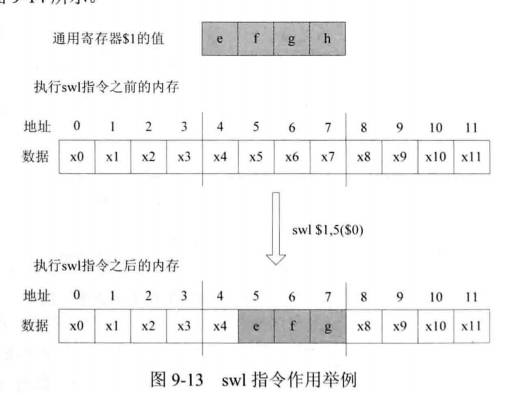 图 9-14 所示。
通用寄存器$1的值 e f g h
执行swl指令之前的内存
地址 0 1 2 3 4 5 6 7 8 9 10 11
数据 x0 x1 x2 x3 x4 x5 x6 x7 x8 x9 x10 x11
swl $1,5($0)
执行swl指令之后的内存
地址 0 1 2 3 4 5 6 7 8 9 10 11
数据 x0 x1 x2 x3 x4 e f g x8 x9 x10 x11
图 9-13 swl 指令作用举例